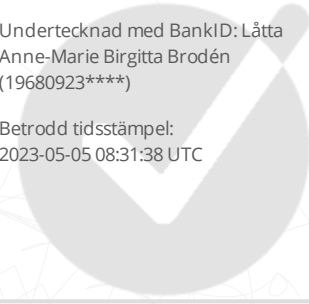 Undertecknad med BankID: Låtta
Anne-Marie Birgitta Brodén
(19680923****)
Betrodd tidsstämpel:
2023-05-05 08:31:38 UTC